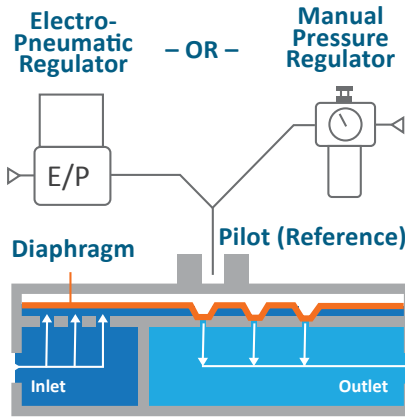 Electro-
Pneumatic
Regulator
– OR –
Manual
Pressure
Regulator
E/P
Pilot (Reference)
Diaphragm
Inlet
Outlet